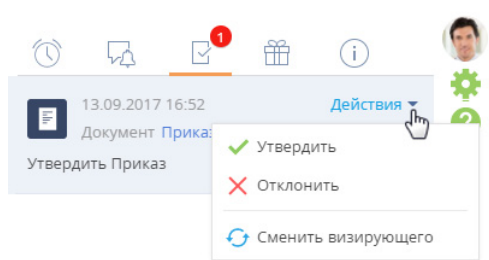 1
i
13.09.2017 16:52 Действия
Документ Приказ
Утвердить Приказ
Утвердить
Отклонить
Сменить визирующего
?